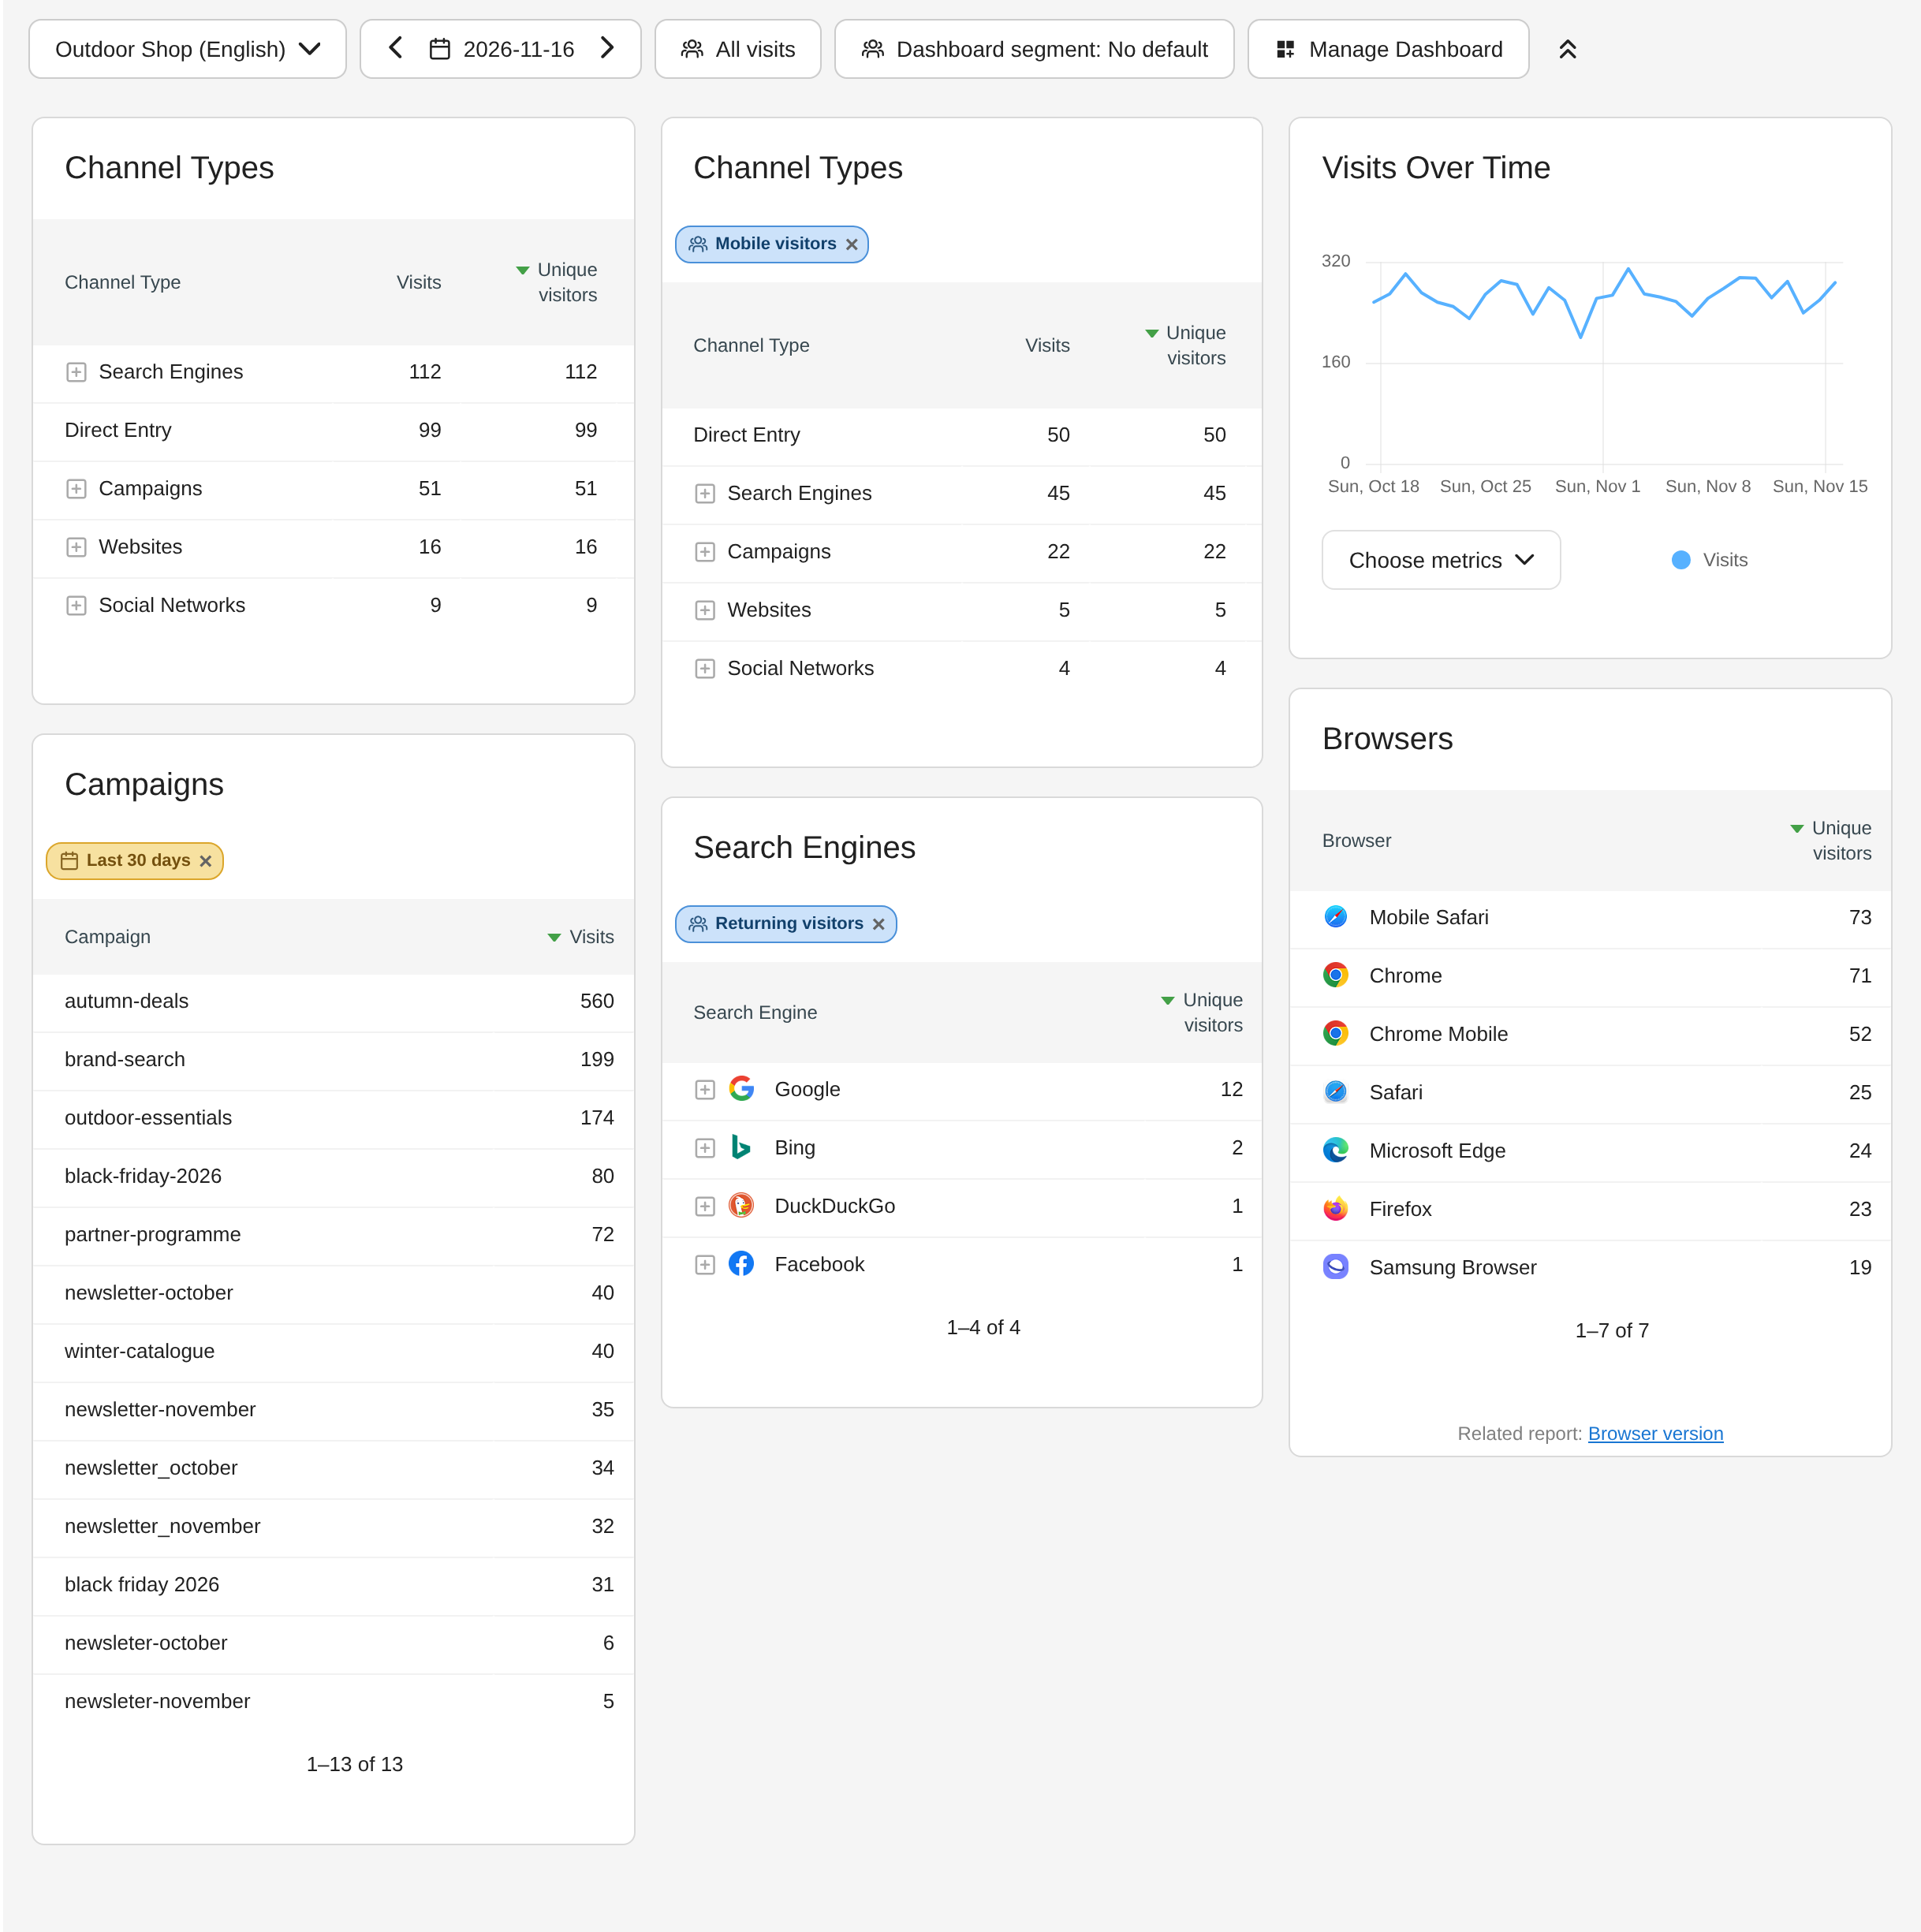 Outdoor Shop (English)
2026-11-16
All visits
Dashboard segment: No default
Manage Dashboard
Channel Types
Channel Type Visits Unique visitors
Search Engines 112 112
Direct Entry 99 99
Campaigns 51 51
Websites 16 16
Social Networks 9 9
Campaigns
Last 30 days
Campaign Visits
autumn-deals 560
brand-search 199
outdoor-essentials 174
black-friday-2026 80
partner-programme 72
newsletter-october 40
winter-catalogue 40
newsletter-november 35
newsletter_october 34
newsletter_november 32
black friday 2026 31
newsleter-october 6
newsleter-november 5
1–13 of 13
Channel Types
Mobile visitors
Channel Type Visits Unique visitors
Direct Entry 50 50
Search Engines 45 45
Campaigns 22 22
Websites 5 5
Social Networks 4 4
Search Engines
Returning visitors
Search Engine Unique visitors
Google 12
Bing 2
DuckDuckGo 1
Facebook 1
1–4 of 4
Visits Over Time
320
160
0
Sun, Oct 18 Sun, Oct 25 Sun, Nov 1 Sun, Nov 8 Sun, Nov 15
Choose metrics
Visits
Browsers
Browser Unique visitors
Mobile Safari 73
Chrome 71
Chrome Mobile 52
Safari 25
Microsoft Edge 24
Firefox 23
Samsung Browser 19
1–7 of 7
Related report: Browser version